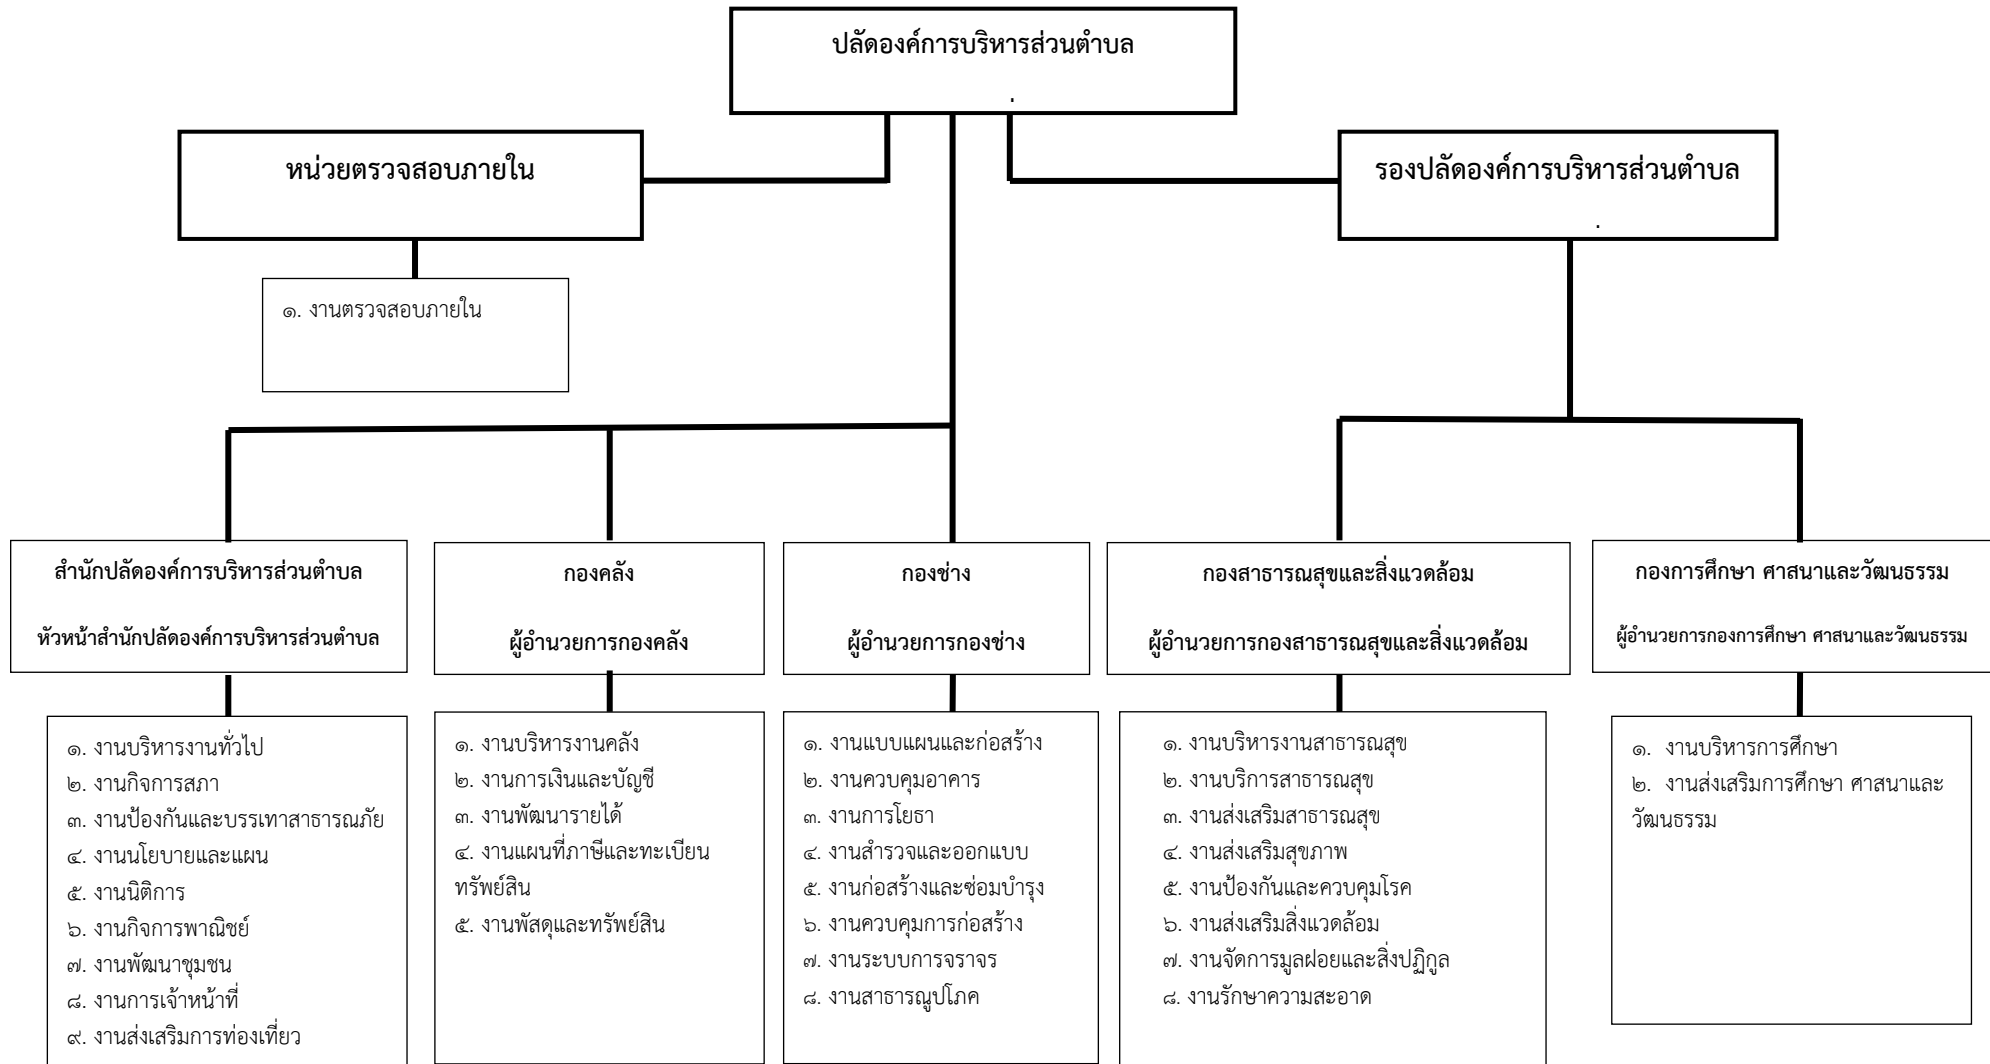 ปลัดองค์การบริหารส่วนตำบล
.
หน่วยตรวจสอบภายใน
รองปลัดองค์การบริหารส่วนตำบล
.
๑. งานตรวจสอบภายใน
สำนักปลัดองค์การบริหารส่วนตำบล
หัวหน้าสำนักปลัดองค์การบริหารส่วนตำบล
กองคลัง
ผู้อำนวยการกองคลัง
กองช่าง
ผู้อำนวยการกองช่าง
กองสาธารณสุขและสิ่งแวดล้อม
ผู้อำนวยการกองสาธารณสุขและสิ่งแวดล้อม
กองการศึกษา ศาสนาและวัฒนธรรม
ผู้อำนวยการกองการศึกษา ศาสนาและวัฒนธรรม
๑. งานบริหารงานทั่วไป
๒. งานกิจการสภา
๓. งานป้องกันและบรรเทาสาธารณภัย
๔. งานนโยบายและแผน
๕. งานนิติการ
๖. งานกิจการพาณิชย์
๗. งานพัฒนาชุมชน
๘. งานการเจ้าหน้าที่
๙. งานส่งเสริมการท่องเที่ยว
๑. งานบริหารงานคลัง
๒. งานการเงินและบัญชี
๓. งานพัฒนารายได้
๔. งานแผนที่ภาษีและทะเบียน
ทรัพย์สิน
๕. งานพัสดุและทรัพย์สิน
๑. งานแบบแผนและก่อสร้าง
๒. งานควบคุมอาคาร
๓. งานการโยธา
๔. งานสำรวจและออกแบบ
๕. งานก่อสร้างและซ่อมบำรุง
๖. งานควบคุมการก่อสร้าง
๗. งานระบบการจราจร
๘. งานสาธารณูปโภค
๑. งานบริหารงานสาธารณสุข
๒. งานบริการสาธารณสุข
๓. งานส่งเสริมสาธารณสุข
๔. งานส่งเสริมสุขภาพ
๕. งานป้องกันและควบคุมโรค
๖. งานส่งเสริมสิ่งแวดล้อม
๗. งานจัดการมูลฝอยและสิ่งปฏิกูล
๘. งานรักษาความสะอาด
๑. งานบริหารการศึกษา
๒. งานส่งเสริมการศึกษา ศาสนาและ
วัฒนธรรม